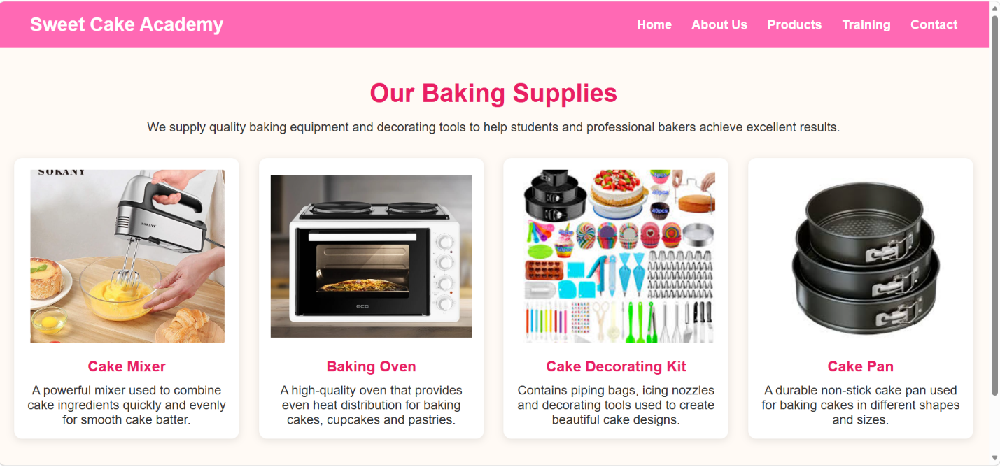 Sweet Cake Academy
Home About Us Products Training Contact
Our Baking Supplies
We supply quality baking equipment and decorating tools to help students and professional bakers achieve excellent results.
SOKANY
SOKANY
ECG
40pcs
Cake Mixer
A powerful mixer used to combine
cake ingredients quickly and evenly
for smooth cake batter.
Baking Oven
A high-quality oven that provides
even heat distribution for baking
cakes, cupcakes and pastries.
Cake Decorating Kit
Contains piping bags, icing nozzles
and decorating tools used to create
beautiful cake designs.
Cake Pan
A durable non-stick cake pan used
for baking cakes in different shapes
and sizes.